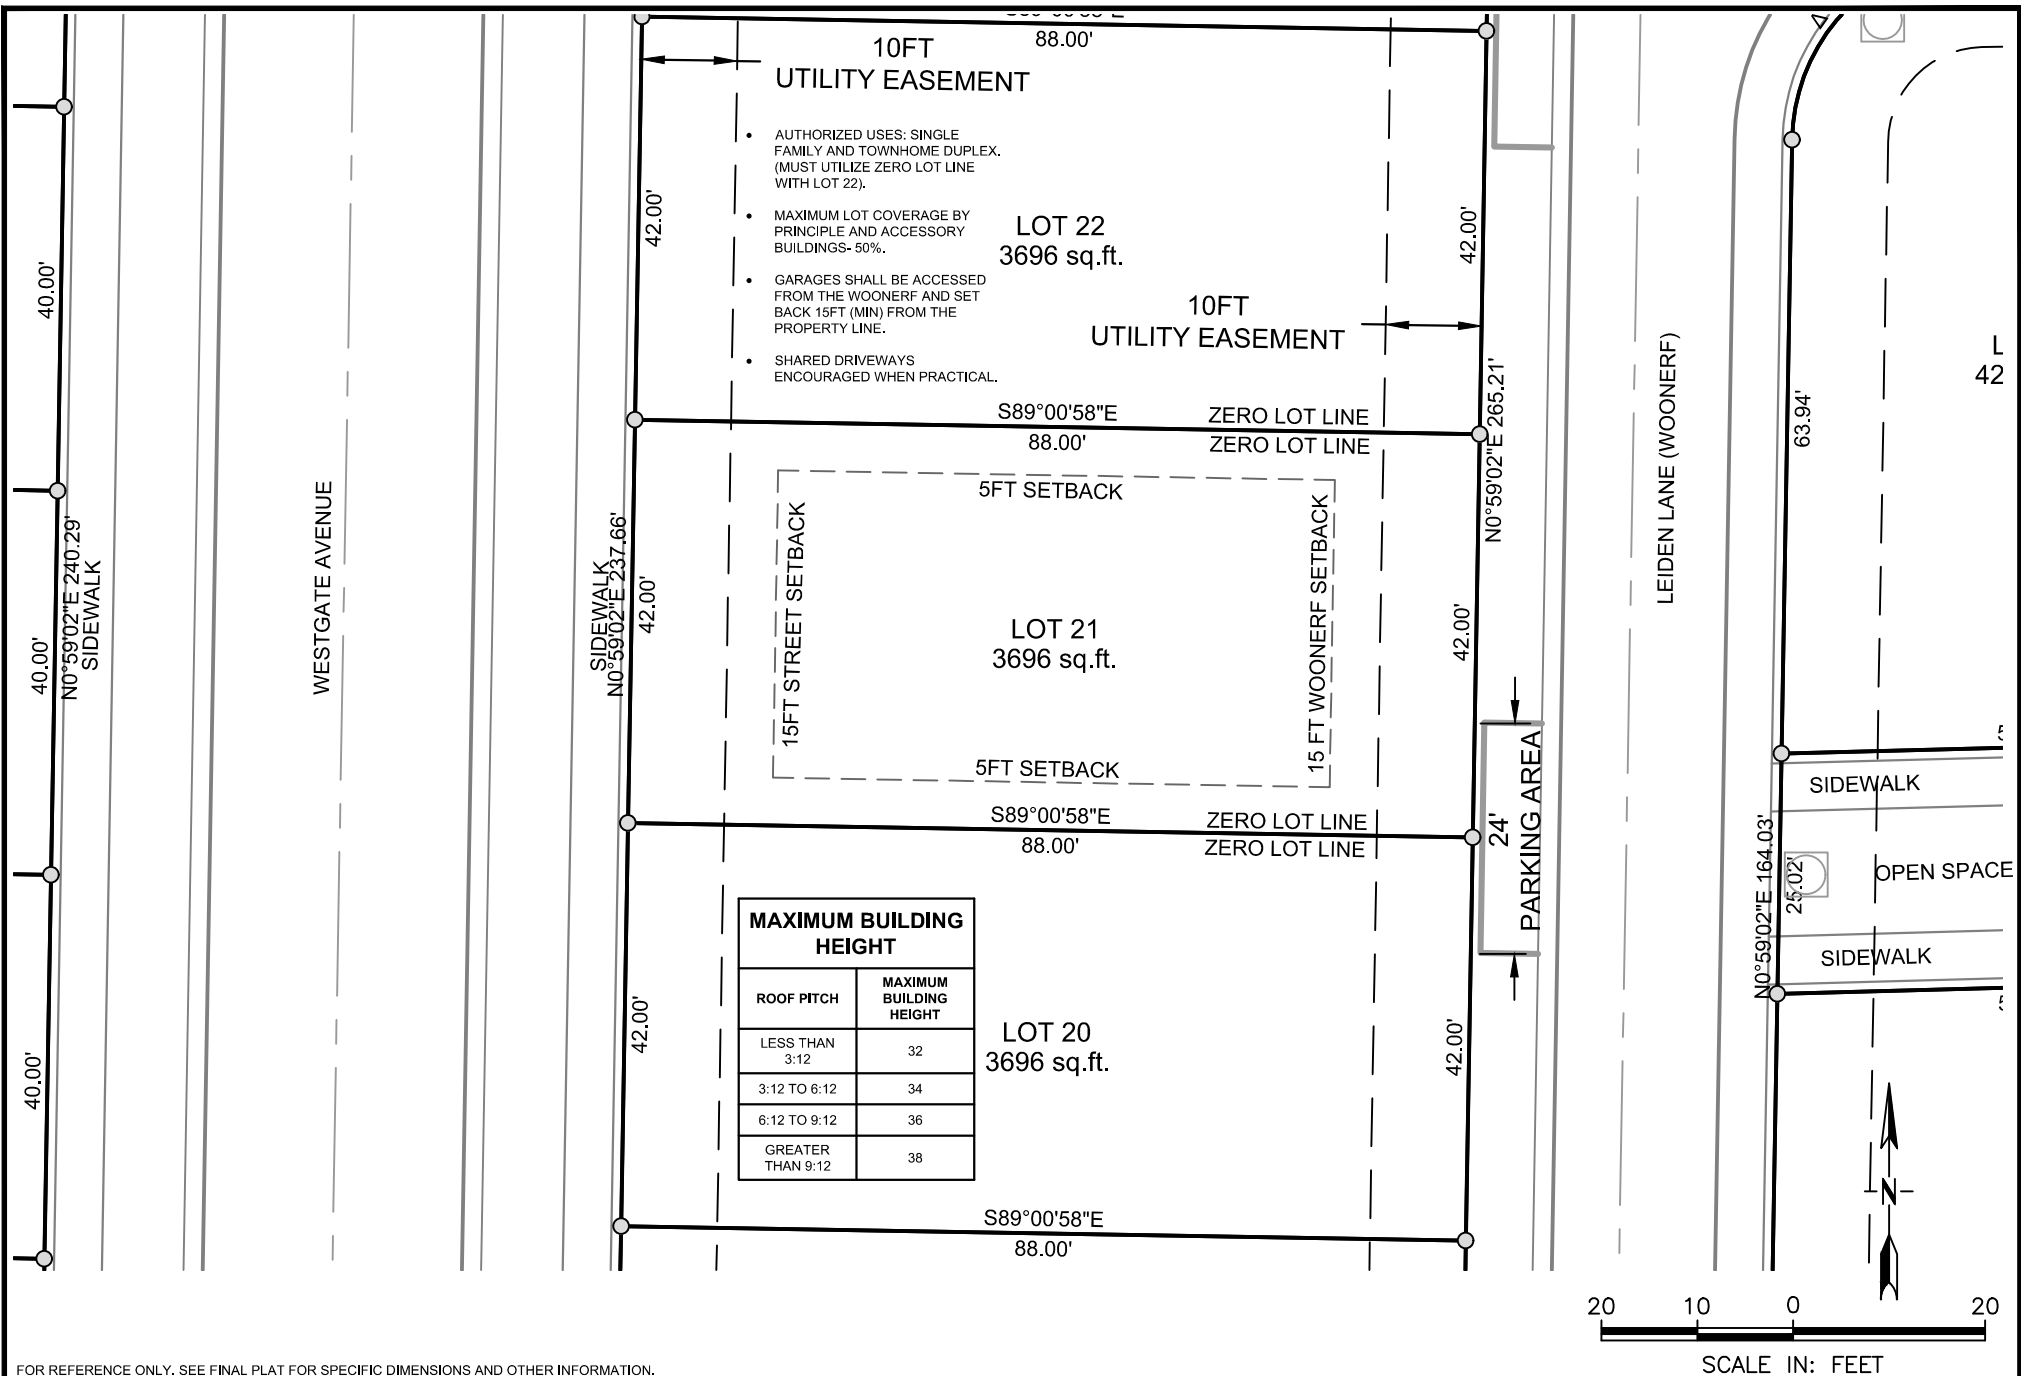 88.00'
10FT
UTILITY EASEMENT
• AUTHORIZED USES: SINGLE
FAMILY AND TOWNHOME DUPLEX.
(MUST UTILIZE ZERO LOT LINE
WITH LOT 22).
• MAXIMUM LOT COVERAGE BY
PRINCIPLE AND ACCESSORY
BUILDINGS- 50%.
• GARAGES SHALL BE ACCESSED
FROM THE WOONERF AND SET
BACK 15FT (MIN) FROM THE
PROPERTY LINE.
• SHARED DRIVEWAYS
ENCOURAGED WHEN PRACTICAL.
42.00'
LOT 22
3696 sq.ft.
42.00'
10FT
UTILITY EASEMENT
40.00'
N0°59'02"E 240.29'
SIDEWALK
40.00'
40.00'
WESTGATE AVENUE
SIDEWALK
N0°59'02"E 237.66'
S89°00'58"E
ZERO LOT LINE
88.00'
ZERO LOT LINE
N0°59'02"E 265.21'
LEIDEN LANE (WOONERF)
63.94'
L
42
42.00'
5FT SETBACK
15FT STREET SETBACK
LOT 21
3696 sq.ft.
15 FT WOONERF SETBACK
5FT SETBACK
42.00'
S89°00'58"E
ZERO LOT LINE
88.00'
ZERO LOT LINE
24'
PARKING AREA
SIDEWALK
N0°59'02"E 164.03'
25.02'
OPEN SPACE
SIDEWALK
MAXIMUM BUILDING
HEIGHT
ROOF PITCH
MAXIMUM
BUILDING
HEIGHT
LESS THAN
3:12
32
3:12 TO 6:12
34
6:12 TO 9:12
36
GREATER
THAN 9:12
38
42.00'
LOT 20
3696 sq.ft.
42.00'
S89°00'58"E
88.00'
N
20 10 0 20
SCALE IN: FEET
FOR REFERENCE ONLY. SEE FINAL PLAT FOR SPECIFIC DIMENSIONS AND OTHER INFORMATION.